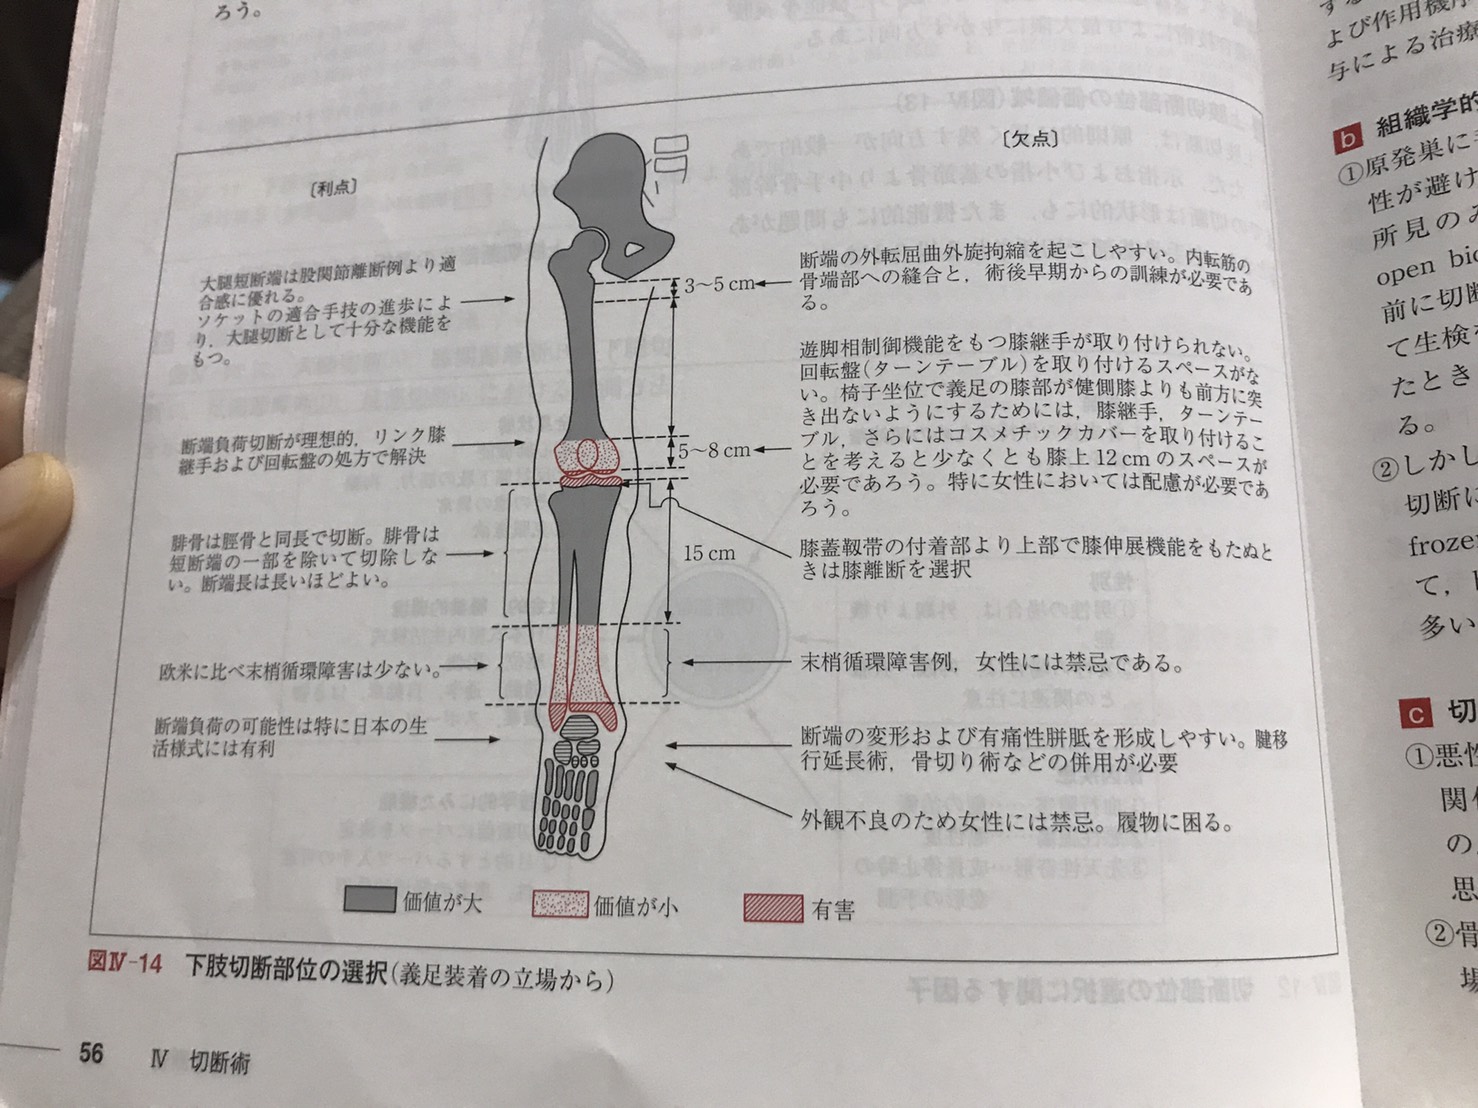 ろう。
〔利点〕
〔欠点〕
大腿短断端は股関節離断例より適
合感に優れる。
ソケットの適合手技の進歩によ
り，大腿切断として十分な機能を
もつ。
断端負荷切断が理想的，リンク膝
継手および回転盤の処方で解決
腓骨は脛骨と同長で切断。腓骨は
短断端の一部を除いて切除しな
い。断端長は長いほどよい。
欧米に比べ末梢循環障害は少ない。
断端負荷の可能性は特に日本の生
活様式には有利
3〜5 cm
5〜8 cm
15 cm
断端の外転屈曲外旋拘縮を起こしやすい。内転筋の
骨端部への縫合と，術後早期からの訓練が必要であ
る。
遊脚相制御機能をもつ膝継手が取り付けられない。
回転盤（ターンテーブル）を取り付けるスペースがな
い。椅子坐位で義足の膝部が健側膝よりも前方に突
き出ないようにするためには，膝継手，ターンテー
ブル，さらにはコスメチックカバーを取り付けるこ
とを考えると少なくとも膝上 12 cm のスペースが
必要であろう。特に女性においては配慮が必要であ
ろう。
膝蓋靱帯の付着部より上部で膝伸展機能をもたぬと
きは膝離断を選択
末梢循環障害例，女性には禁忌である。
断端の変形および有痛性胼胝を形成しやすい。腱移
行延長術，骨切り術などの併用が必要
外観不良のため女性には禁忌。履物に困る。
価値が大
価値が小
有害
図Ⅳ-14 下肢切断部位の選択（義足装着の立場から）
56 Ⅳ 切断術
よび作用機序
与による治療
b 組織学的
①原発巣に
性が避け
所見のみ
open bio
前に切断
て生検を
たとき
る。
②しかし
切断に
frozen
て，
多い
c 切
①悪性
関係
の
思
②骨
場